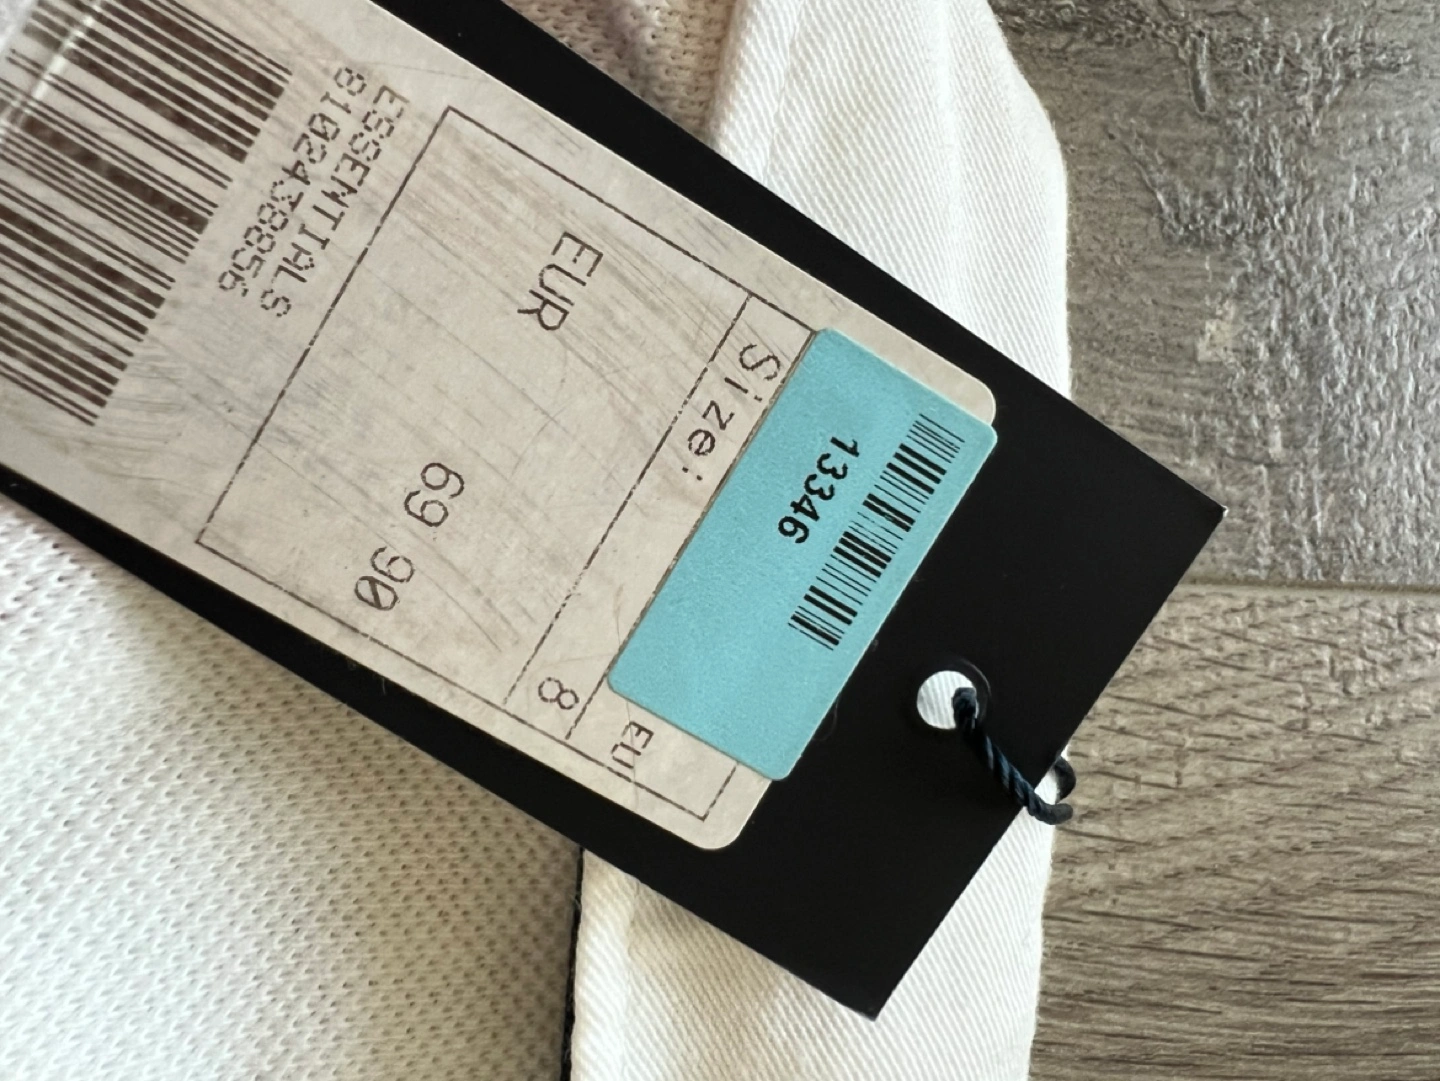 13346
EU
Size: 8
EUR
69 90
ESSENTIALS
8102438856